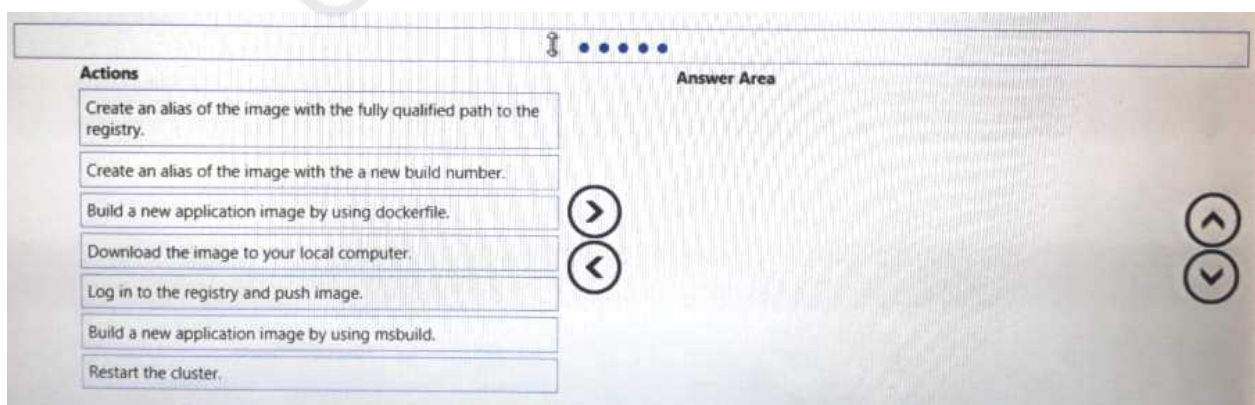 Actions
Answer Area
Create an alias of the image with the fully qualified path to the
registry.
Create an alias of the image with the a new build number.
Build a new application image by using dockerfile.
Download the image to your local computer.
Log in to the registry and push image.
Build a new application image by using msbuild.
Restart the cluster.